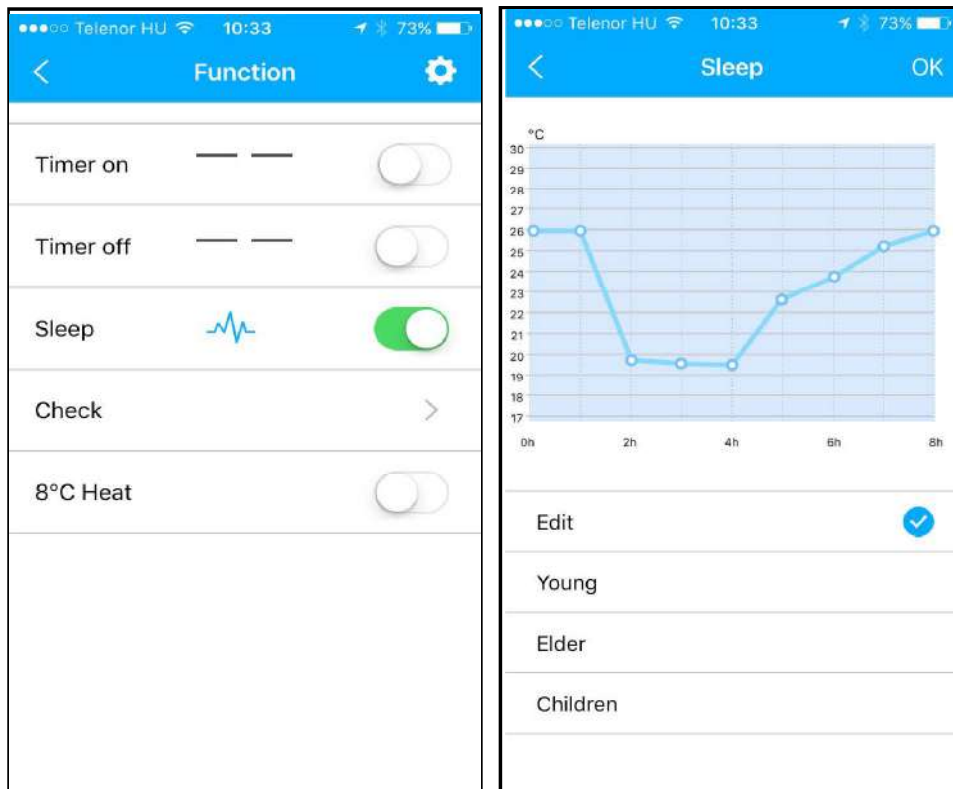 Telenor HU 10:33 73%
Function
Timer on
Timer off
Sleep
Check
8°C Heat
Telenor HU 10:33 73%
Sleep OK
°C
30
29
28
27
26
25
24
23
22
21
20
19
18
17
0h 2h 4h 6h 8h
Edit
Young
Elder
Children